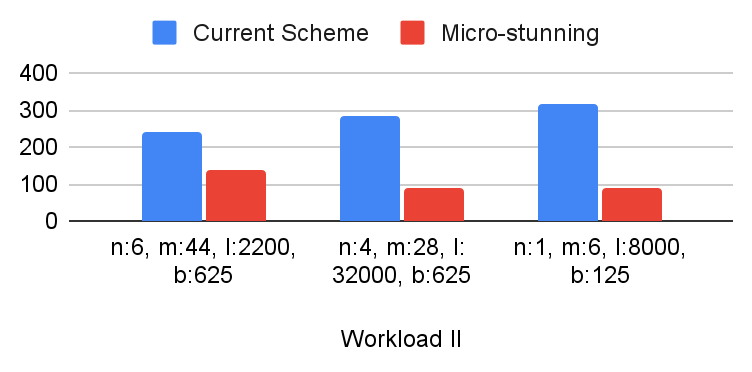 Current Scheme Micro-stunning
400
300
200
100
0
n:6, m:44, l:2200, b:625
n:4, m:28, l: 32000, b:625
n:1, m:6, l:8000, b:125
Workload II